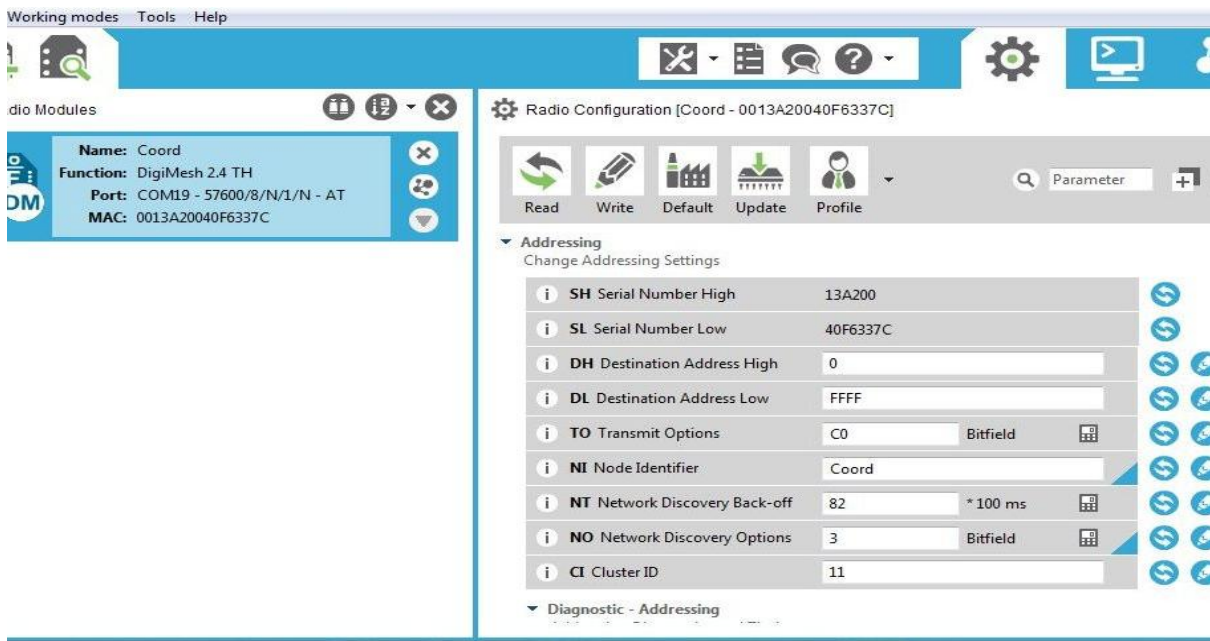 Working modes Tools Help
dio Modules
Name: Coord
Function: DigiMesh 2.4 TH
Port: COM19 - 57600/8/N/1/N - AT
MAC: 0013A20040F6337C
Radio Configuration [Coord - 0013A20040F6337C]
Read Write Default Update Profile
Parameter
Addressing
Change Addressing Settings
i SH Serial Number High 13A200
i SL Serial Number Low 40F6337C
i DH Destination Address High 0
i DL Destination Address Low FFFF
i TO Transmit Options C0 Bitfield
i NI Node Identifier Coord
i NT Network Discovery Back-off 82 * 100 ms
i NO Network Discovery Options 3 Bitfield
i CI Cluster ID 11
Diagnostic - Addressing